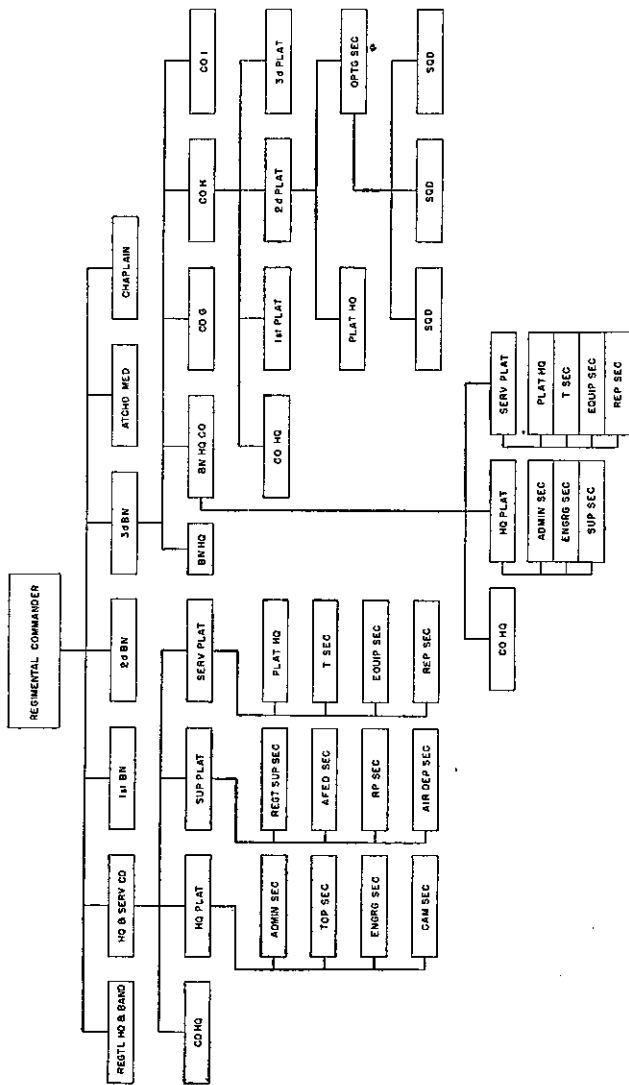 REGIMENTAL COMMANDER
REGTL HQ & BAND
HQ & SERV CO
1st BN
2d BN
3d BN
ATCHD MED
CHAPLAIN
CO HQ
HQ PLAT
SUP PLAT
SERV PLAT
BN HQ
BN HQ CO
CO G
CO H
CO I
ADMIN SEC
TOP SEC
ENGRG SEC
CAM SEC
REGT SUP SEC
AFED SEC
RP SEC
AIR DEP SEC
PLAT HQ
T SEC
EQUIP SEC
REP SEC
CO HQ
1st PLAT
2d PLAT
3d PLAT
PLAT HQ
OPTG SEC
SQD
SQD
SQD
CO HQ
HQ PLAT
ADMIN SEC
ENGRG SEC
SUP SEC
SERV PLAT
PLAT HQ
T SEC
EQUIP SEC
REP SEC